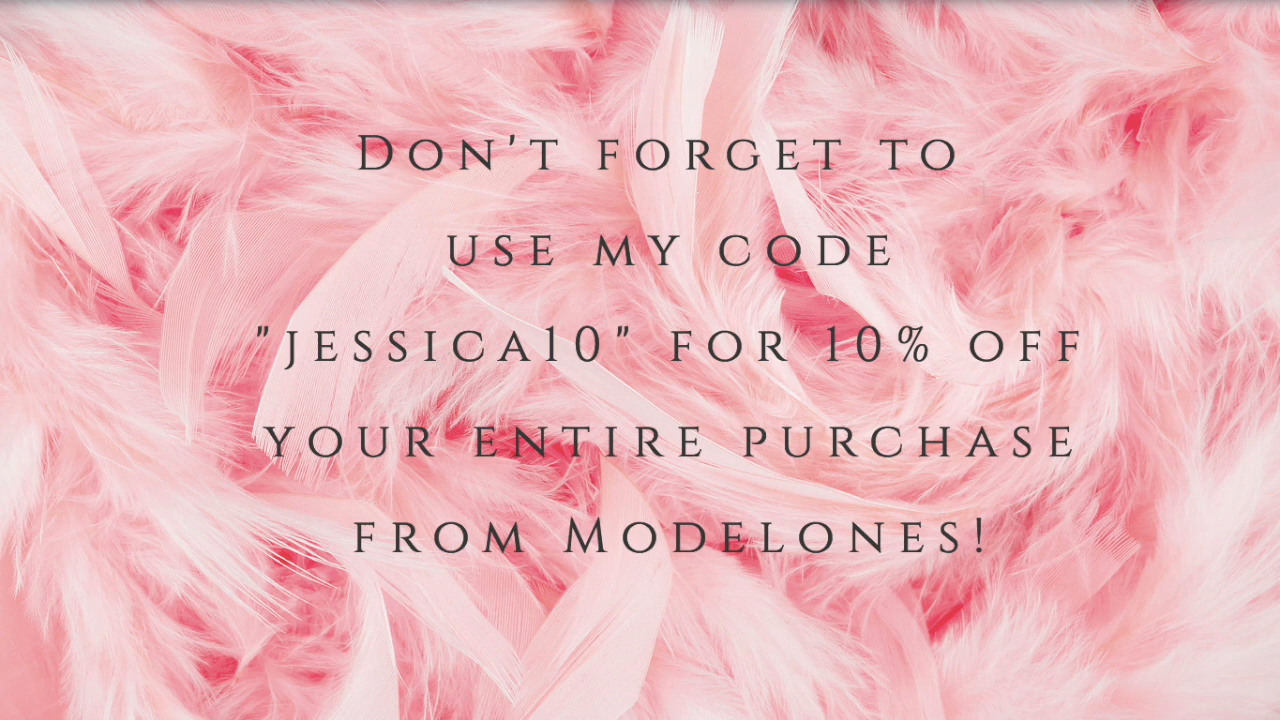 Don't forget to
use my code
"jessica10" for 10% off
your entire purchase
from Modelones!